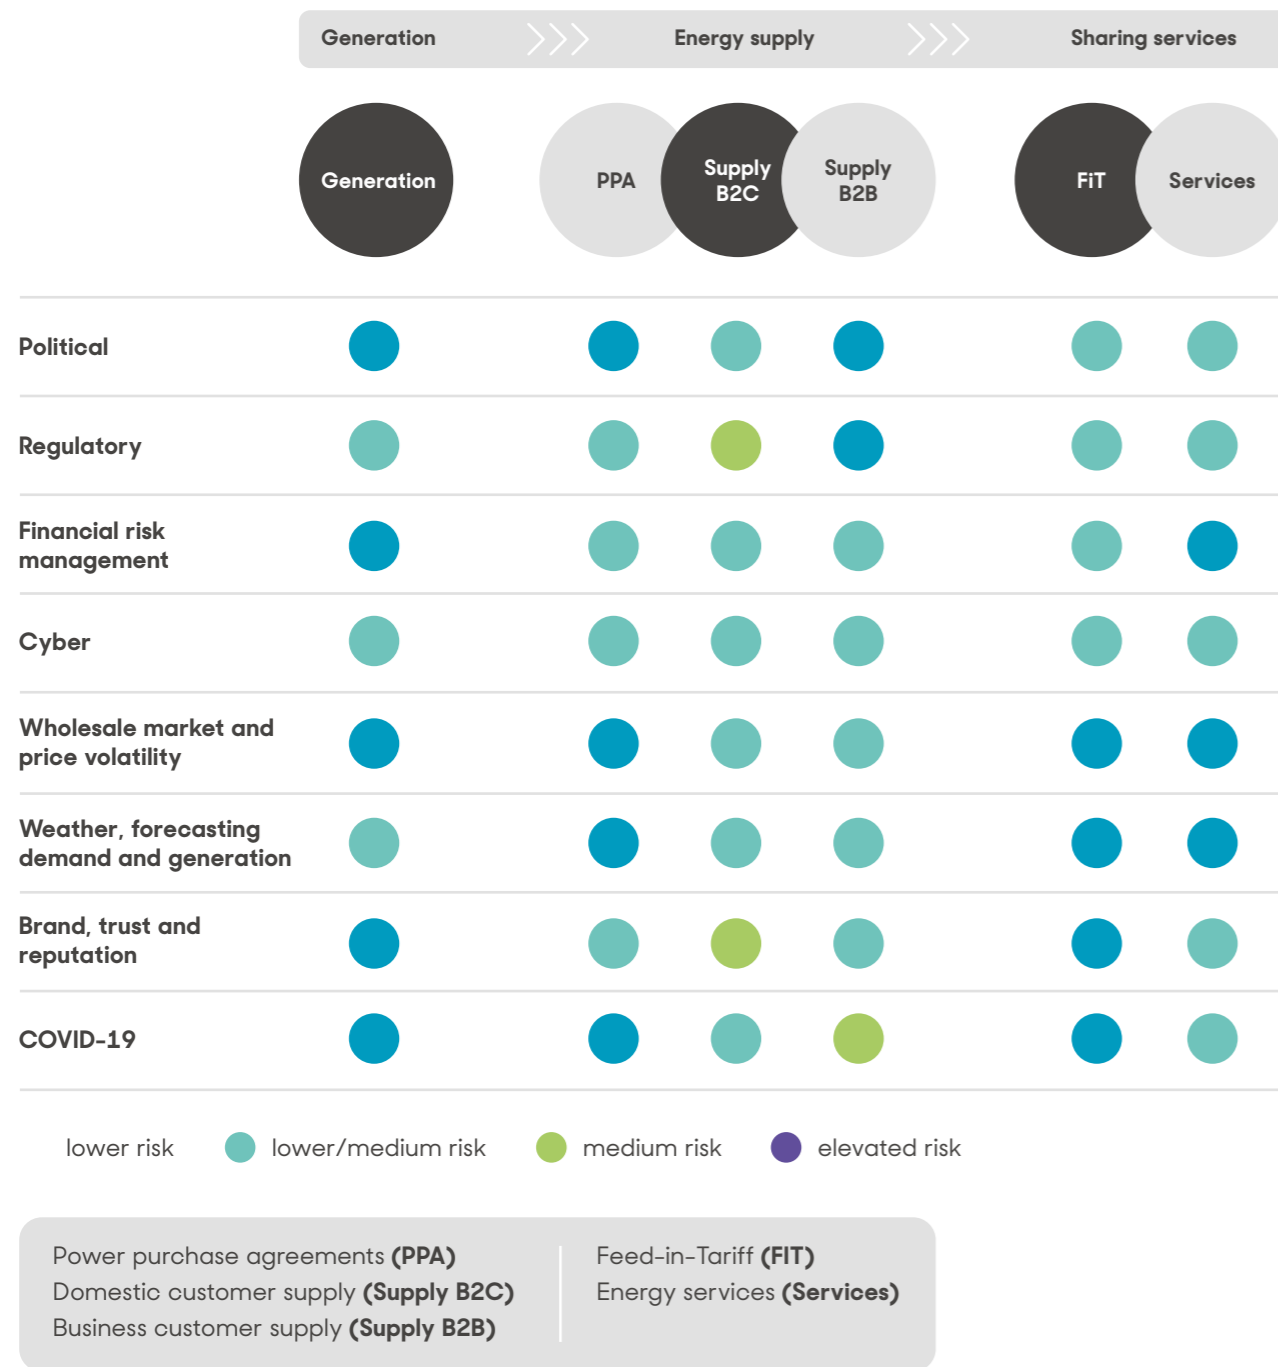 Generation
Energy supply
Sharing services
Generation
PPA
Supply
B2C
Supply
B2B
FiT
Services
Political
Regulatory
Financial risk
management
Cyber
Wholesale market and
price volatility
Weather, forecasting
demand and generation
Brand, trust and
reputation
COVID-19
lower risk
lower/medium risk
medium risk
elevated risk
Power purchase agreements (PPA)
Domestic customer supply (Supply B2C)
Business customer supply (Supply B2B)
Feed-in-Tariff (FIT)
Energy services (Services)